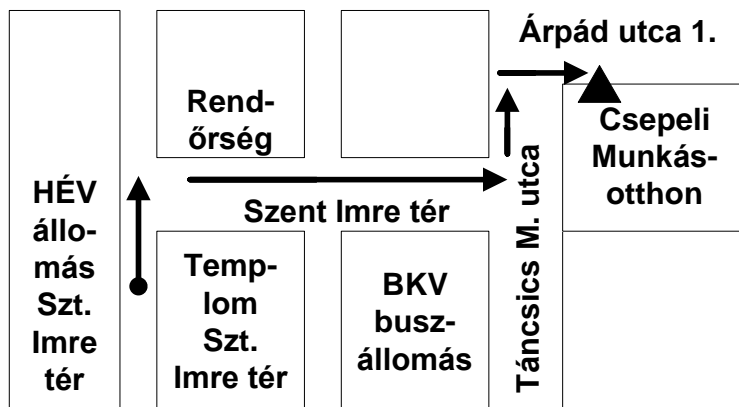 Árpád utca 1.
Rend-
őrség
Csepeli
Munkás-
otthon
HÉV
állo-
más
Szt.
Imre
tér
Szent Imre tér
Táncsics M. utca
Temp-
lom
Szt.
Imre tér
BKV
busz-
állomás